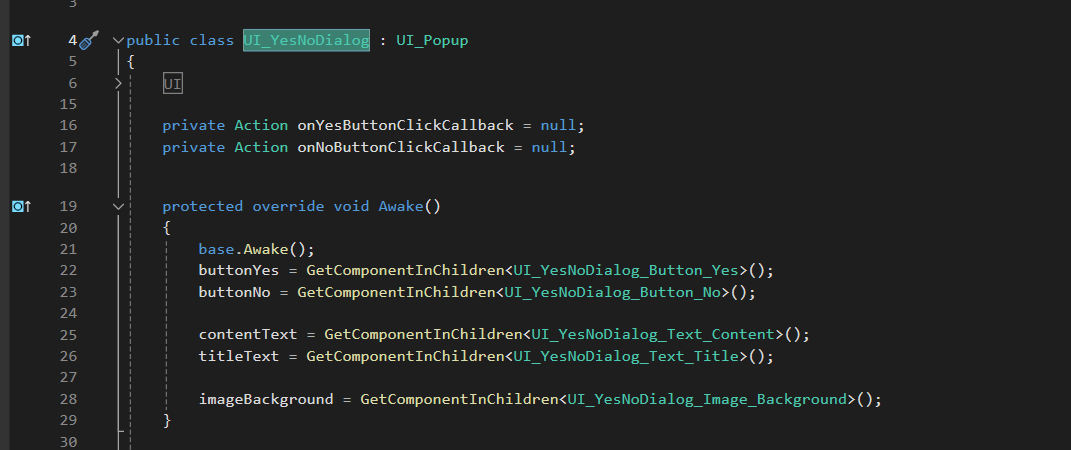 3
4 public class UI_YesNoDialog : UI_Popup
5 {
6 UI
15
16 private Action onYesButtonClickCallback = null;
17 private Action onNoButtonClickCallback = null;
18
19 protected override void Awake()
20 {
21 base.Awake();
22 buttonYes = GetComponentInChildren<UI_YesNoDialog_Button_Yes>();
23 buttonNo = GetComponentInChildren<UI_YesNoDialog_Button_No>();
24
25 contentText = GetComponentInChildren<UI_YesNoDialog_Text_Content>();
26 titleText = GetComponentInChildren<UI_YesNoDialog_Text_Title>();
27
28 imageBackground = GetComponentInChildren<UI_YesNoDialog_Image_Background>();
29 }
30